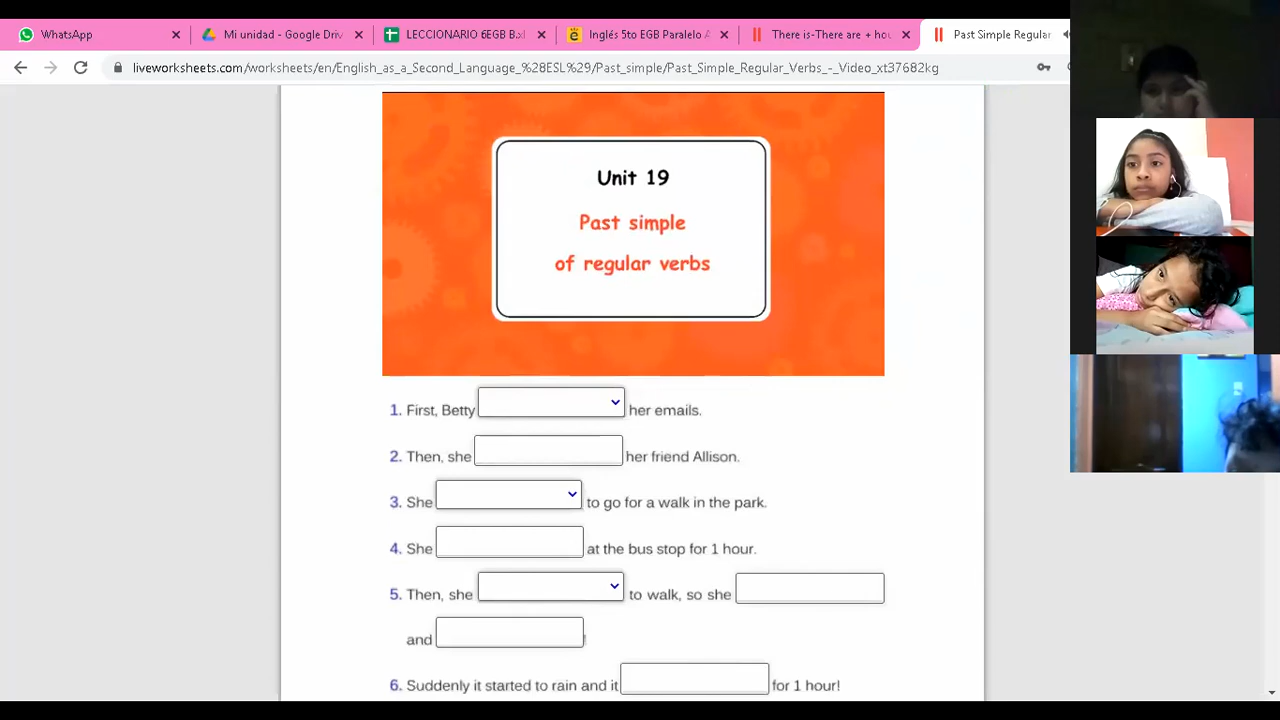 WhatsApp
Mi unidad - Google Driv
LECCIONARIO 6EGB B.xl
Inglés 5to EGB Paralelo A
There is-There are + hou
Past Simple Regular
liveworksheets.com/worksheets/en/English_as_a_Second_Language_%28ESL%29/Past_simple/Past_Simple_Regular_Verbs_-_Video_xt37682kg
Unit 19
Past simple
of regular verbs
1. First, Betty her emails.
2. Then, she her friend Allison.
3. She to go for a walk in the park.
4. She at the bus stop for 1 hour.
5. Then, she to walk, so she
and !
6. Suddenly it started to rain and it for 1 hour!